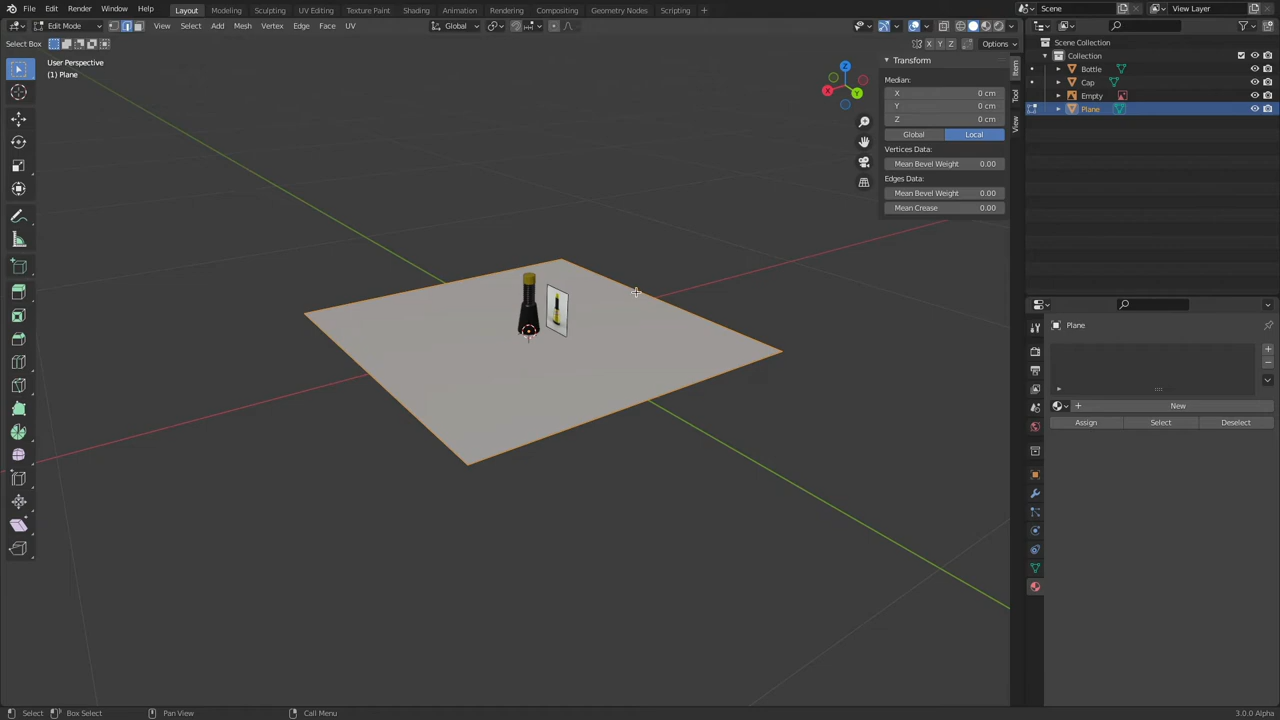 File Edit Render Window Help Layout Modeling Sculpting UV Editing Texture Paint Shading Animation Rendering Compositing Geometry Nodes Scripting + Scene View Layer
Edit Mode View Select Add Mesh Vertex Edge Face UV Global
Select Box X Y Z Options
User Perspective
(1) Plane
Transform
Median:
X 0 cm
Y 0 cm
Z 0 cm
Global Local
Vertices Data:
Mean Bevel Weight 0.00
Edges Data:
Mean Bevel Weight 0.00
Mean Crease 0.00
Item
Tool
View
Z
X
Y
Scene Collection
Collection
Bottle
Cap
Empty
Plane
Plane
+ New
Assign Select Deselect
Select Box Select Pan View Call Menu 3.0.0 Alpha